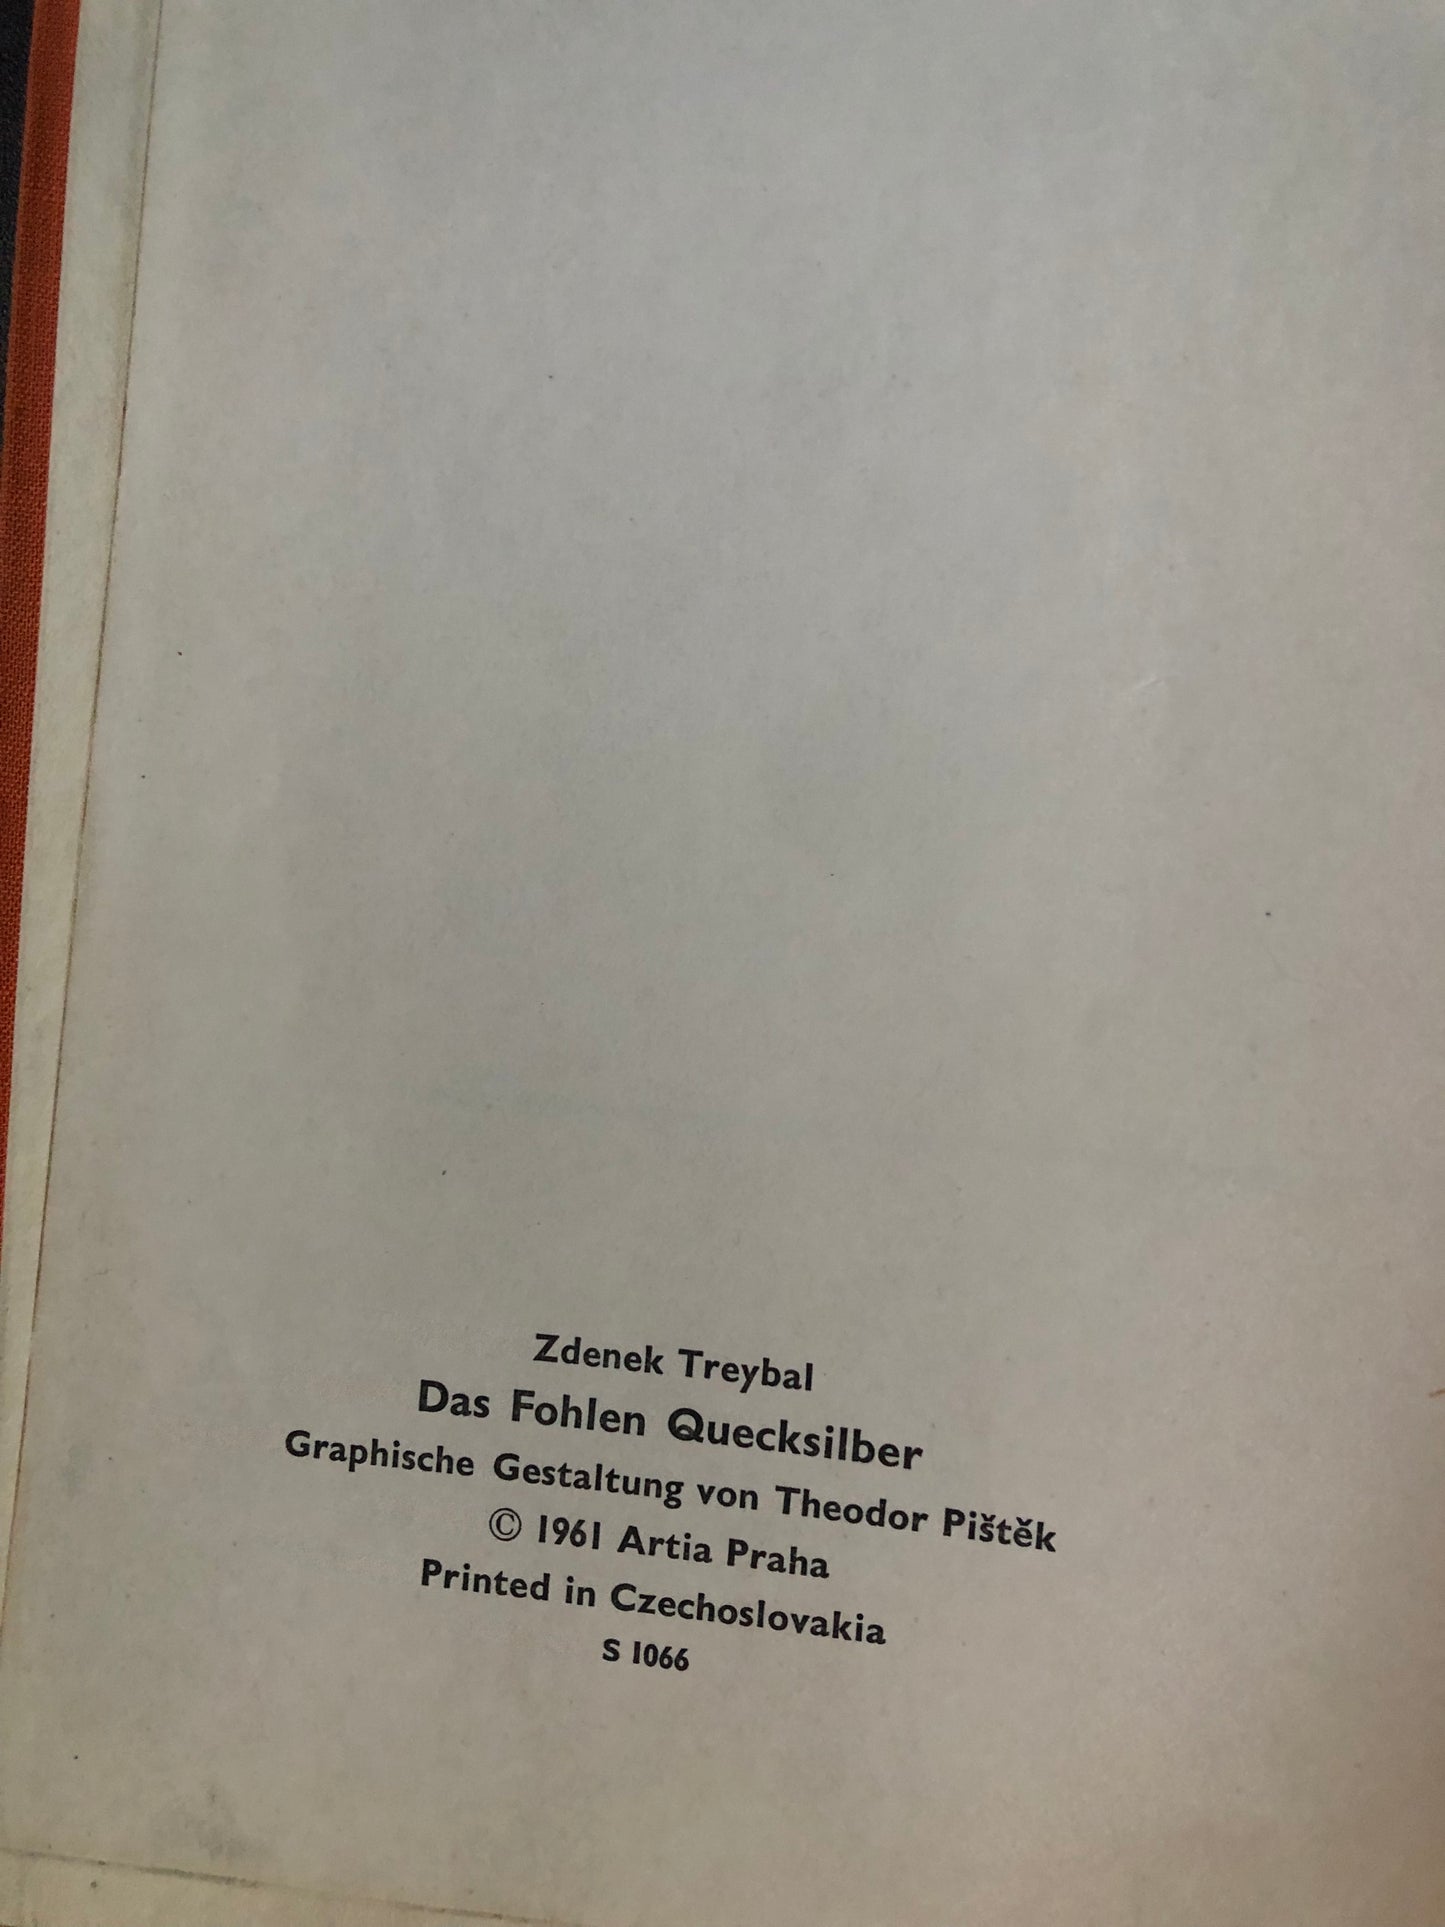 Zdenek Treybal
Das Fohlen Quecksilber
Graphische Gestaltung von Theodor Pištěk
© 1961 Artia Praha
Printed in Czechoslovakia
S 1066